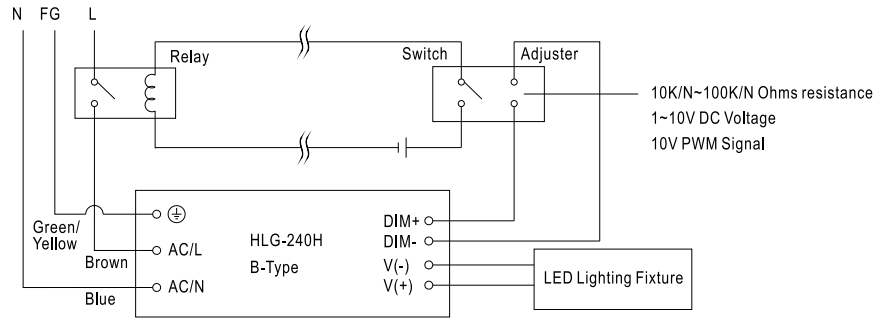 N FG L
Relay
Switch
Adjuster
10K/N~100K/N Ohms resistance
1~10V DC Voltage
10V PWM Signal
Green/
Yellow
Brown
Blue
AC/L
AC/N
HLG-240H
B-Type
DIM+
DIM-
V(-)
V(+)
LED Lighting Fixture